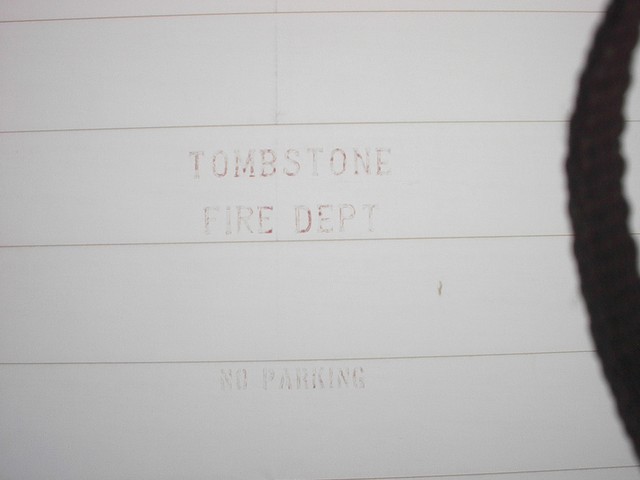 TOMBSTONE
FIRE DEPT
NO PARKING